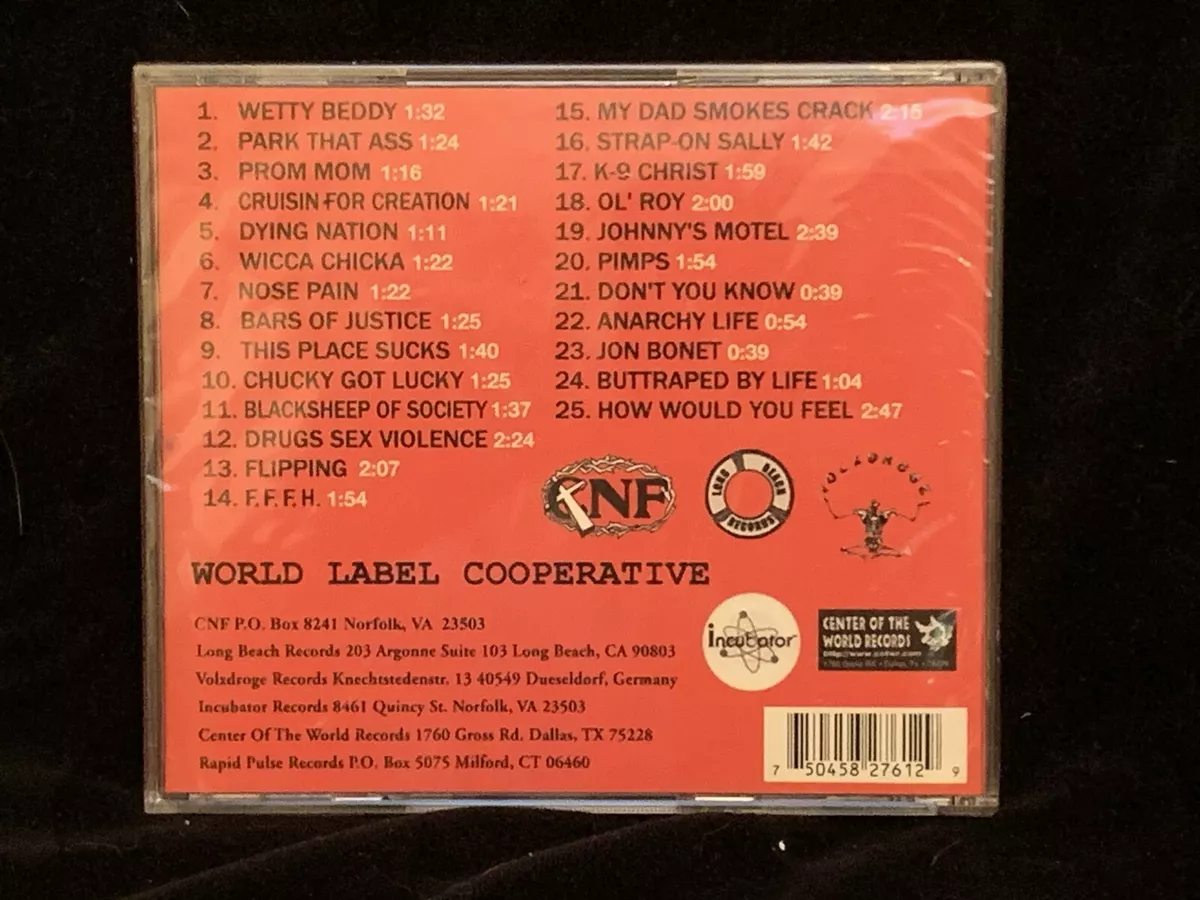 1. WETTY BEDDY 1:32
2. PARK THAT ASS 1:24
3. PROM MOM 1:16
4. CRUISIN FOR CREATION 1:21
5. DYING NATION 1:11
6. WICCA CHICKA 1:22
7. NOSE PAIN 1:22
8. BARS OF JUSTICE 1:25
9. THIS PLACE SUCKS 1:40
10. CHUCKY GOT LUCKY 1:25
11. BLACKSHEEP OF SOCIETY 1:37
12. DRUGS SEX VIOLENCE 2:24
13. FLIPPING 2:07
14. F.F.F.H. 1:54
15. MY DAD SMOKES CRACK 2:15
16. STRAP-ON SALLY 1:42
17. K-9 CHRIST 1:59
18. OL' ROY 2:00
19. JOHNNY'S MOTEL 2:39
20. PIMPS 1:54
21. DON'T YOU KNOW 0:39
22. ANARCHY LIFE 0:54
23. JON BONET 0:39
24. BUTTRAPED BY LIFE 1:04
25. HOW WOULD YOU FEEL 2:47
CNF
LONG BEACH
RECORDS
WORLD LABEL COOPERATIVE
CNF P.O. Box 8241 Norfolk, VA 23503
Long Beach Records 203 Argonne Suite 103 Long Beach, CA 90803
Volxdroge Records Knechtstedenstr. 13 40549 Dueseldorf, Germany
Incubator Records 8461 Quincy St. Norfolk, VA 23503
Center Of The World Records 1760 Gross Rd. Dallas, TX 75228
Rapid Pulse Records P.O. Box 5075 Milford, CT 06460
Incubator
CENTER OF THE
WORLD RECORDS
7 50458 27612 9